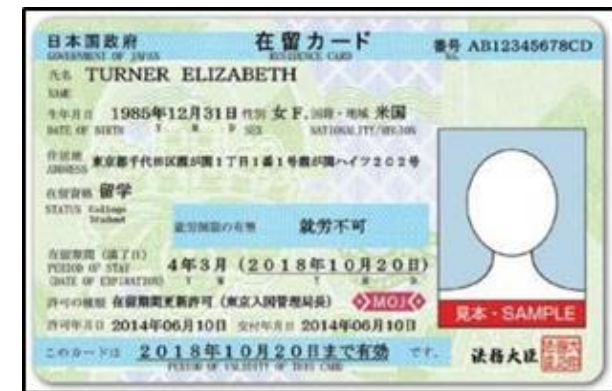 日本国政府 在留カード 番号 AB12345678CD
GOVERNMENT OF JAPAN RESIDENCE CARD No.
氏名 TURNER ELIZABETH
NAME
生年月日 1985年12月31日 性別 女 F. 国籍・地域 米国
DATE OF BIRTH Y M D SEX NATIONALITY/REGION
住居地 東京都千代田区霞が関1丁目1番1号霞が関ハイツ202号
ADDRESS
在留資格 留学
STATUS College
Student
就労制限の有無 就労不可
在留期間(満了日)
PERIOD OF STAY 4年3月(2018年10月20日)
(DATE OF EXPIRATION) Y M Y M D
許可の種類 在留期間更新許可(東京入国管理局長) MOJ
見本・SAMPLE
許可年月日 2014年06月10日 交付年月日 2014年06月10日
このカードは 2018年10月20日まで有効 です。
PERIOD OF VALIDITY OF THIS CARD
法務大臣